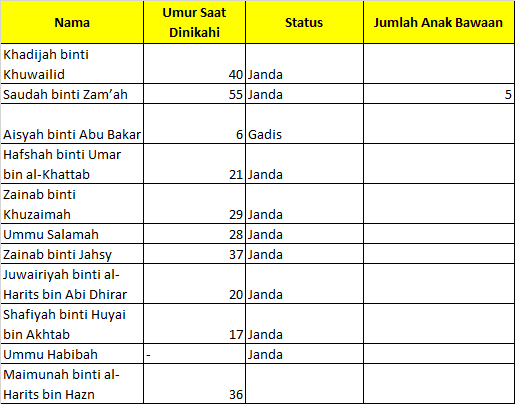 Nama Umur Saat Dinikahi Status Jumlah Anak Bawaan
Khadijah binti Khuwailid 40 Janda
Saudah binti Zam’ah 55 Janda 5
Aisyah binti Abu Bakar 6 Gadis
Hafshah binti Umar bin al-Khattab 21 Janda
Zainab binti Khuzaimah 29 Janda
Ummu Salamah 28 Janda
Zainab binti Jahsy 37 Janda
Juwairiyah binti al-Harits bin Abi Dhirar 20 Janda
Shafiyah binti Huyai bin Akhtab 17 Janda
Ummu Habibah - Janda
Maimunah binti al-Harits bin Hazn 36